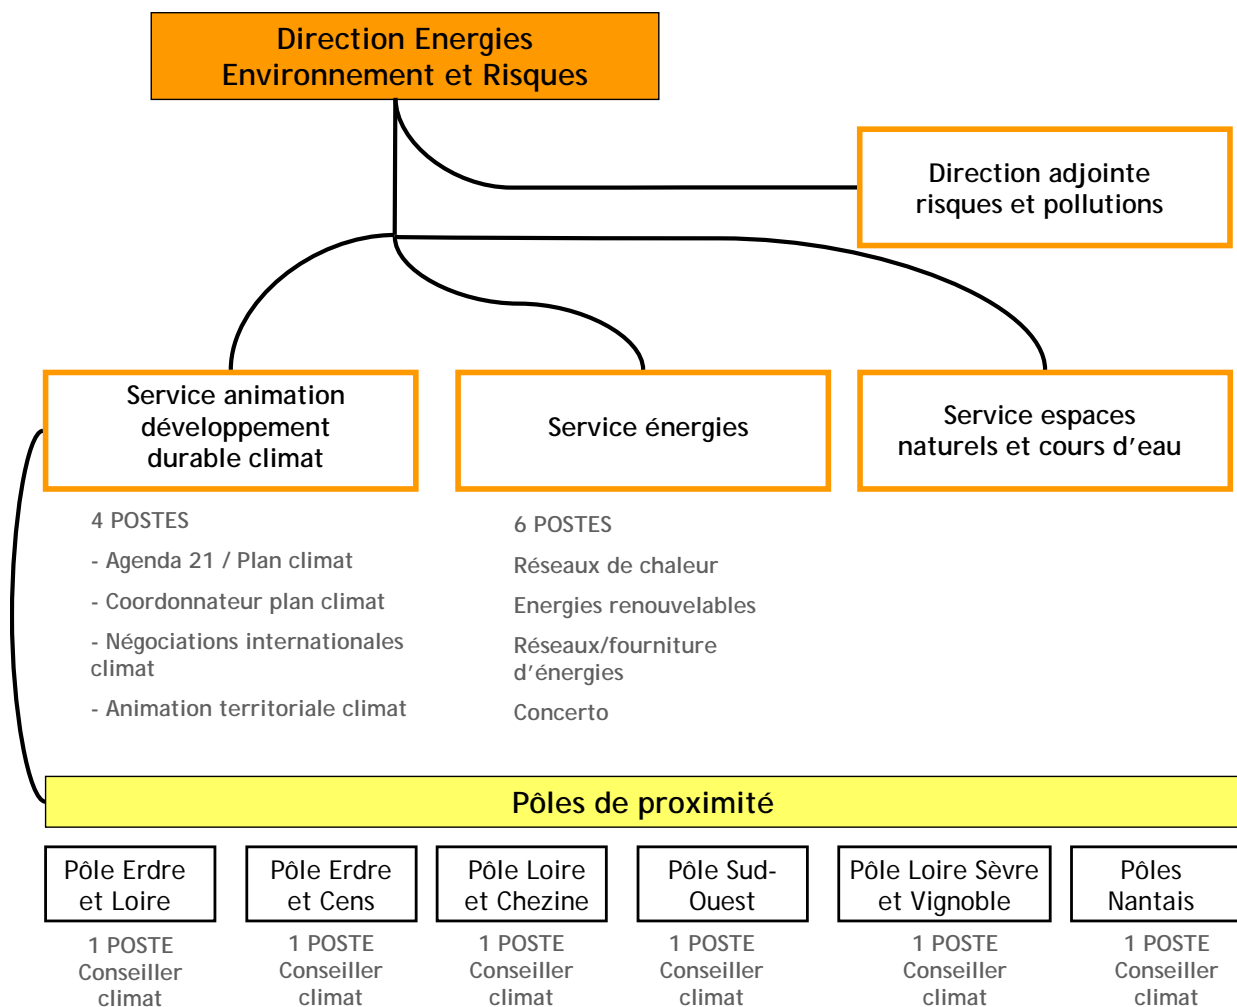 Direction Energies
Environnement et Risques
Direction adjointe
risques et pollutions
Service animation
développement
durable climat
Service énergies
Service espaces
naturels et cours d'eau
4 POSTES
- Agenda 21 / Plan climat
- Coordonnateur plan climat
- Négociations internationales
climat
- Animation territoriale climat
6 POSTES
Réseaux de chaleur
Energies renouvelables
Réseaux/fourniture
d'énergies
Concerto
Pôles de proximité
Pôle Erdre
et Loire
Pôle Erdre
et Cens
Pôle Loire
et Chezine
Pôle Sud-
Ouest
Pôle Loire Sèvre
et Vignoble
Pôles
Nantais
1 POSTE
Conseiller
climat
1 POSTE
Conseiller
climat
1 POSTE
Conseiller
climat
1 POSTE
Conseiller
climat
1 POSTE
Conseiller
climat
1 POSTE
Conseiller
climat